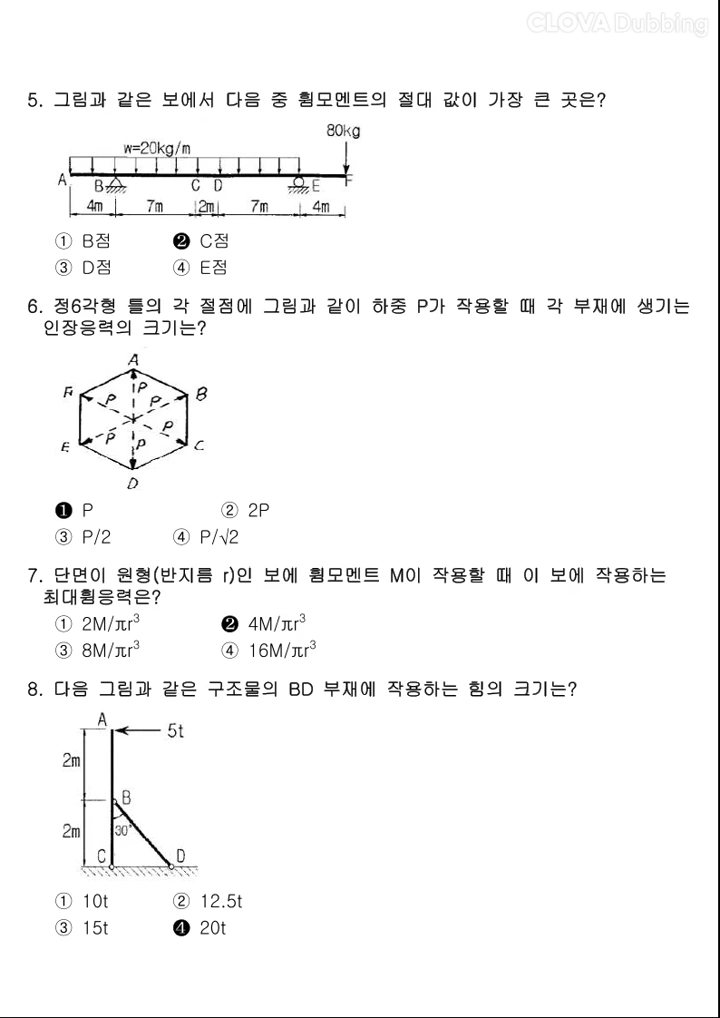 CLOVA Dubbing
5. 그림과 같은 보에서 다음 중 휨모멘트의 절대 값이 가장 큰 곳은?
80kg
w=20kg/m
A B C D E F
4m 7m 2m 7m 4m
① B점 ❷ C점
③ D점 ④ E점
6. 정6각형 틀의 각 절점에 그림과 같이 하중 P가 작용할 때 각 부재에 생기는
인장응력의 크기는?
A
F P P P B
E P P P C
D
❶ P ② 2P
③ P/2 ④ P/√2
7. 단면이 원형(반지름 r)인 보에 휨모멘트 M이 작용할 때 이 보에 작용하는
최대휨응력은?
① 2M/πr³ ❷ 4M/πr³
③ 8M/πr³ ④ 16M/πr³
8. 다음 그림과 같은 구조물의 BD 부재에 작용하는 힘의 크기는?
A 5t
2m
B
2m 30°
C D
① 10t ② 12.5t
③ 15t ❹ 20t